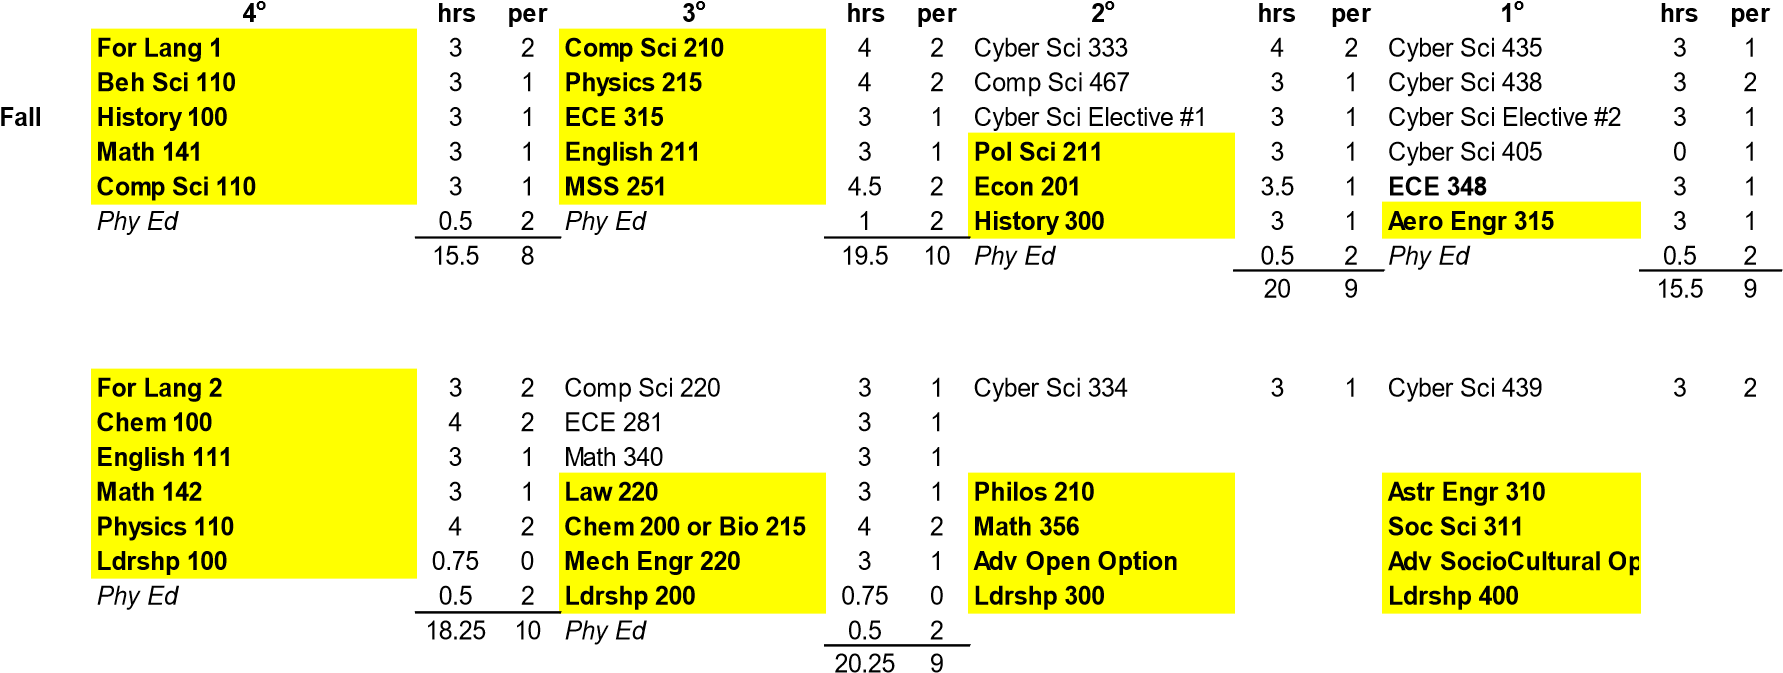 4o hrs per 3o hrs per 2o hrs per 1o hrs per
For Lang 1 3 2 Comp Sci 210 4 2 Cyber Sci 333 4 2 Cyber Sci 435 3 1
Beh Sci 110 3 1 Physics 215 4 2 Comp Sci 467 3 1 Cyber Sci 438 3 2
Fall History 100 3 1 ECE 315 3 1 Cyber Sci Elective #1 3 1 Cyber Sci Elective #2 3 1
Math 141 3 1 English 211 3 1 Pol Sci 211 3 1 Cyber Sci 405 0 1
Comp Sci 110 3 1 MSS 251 4.5 2 Econ 201 3.5 1 ECE 348 3 1
Phy Ed 0.5 2 Phy Ed 1 2 History 300 3 1 Aero Engr 315 3 1
15.5 8 19.5 10 Phy Ed 0.5 2 Phy Ed 0.5 2
20 9 15.5 9
For Lang 2 3 2 Comp Sci 220 3 1 Cyber Sci 334 3 1 Cyber Sci 439 3 2
Chem 100 4 2 ECE 281 3 1
English 111 3 1 Math 340 3 1
Math 142 3 1 Law 220 3 1 Philos 210 Astr Engr 310
Physics 110 4 2 Chem 200 or Bio 215 4 2 Math 356 Soc Sci 311
Ldrshp 100 0.75 0 Mech Engr 220 3 1 Adv Open Option Adv SocioCultural Op
Phy Ed 0.5 2 Ldrshp 200 0.75 0 Ldrshp 300 Ldrshp 400
18.25 10 Phy Ed 0.5 2
20.25 9